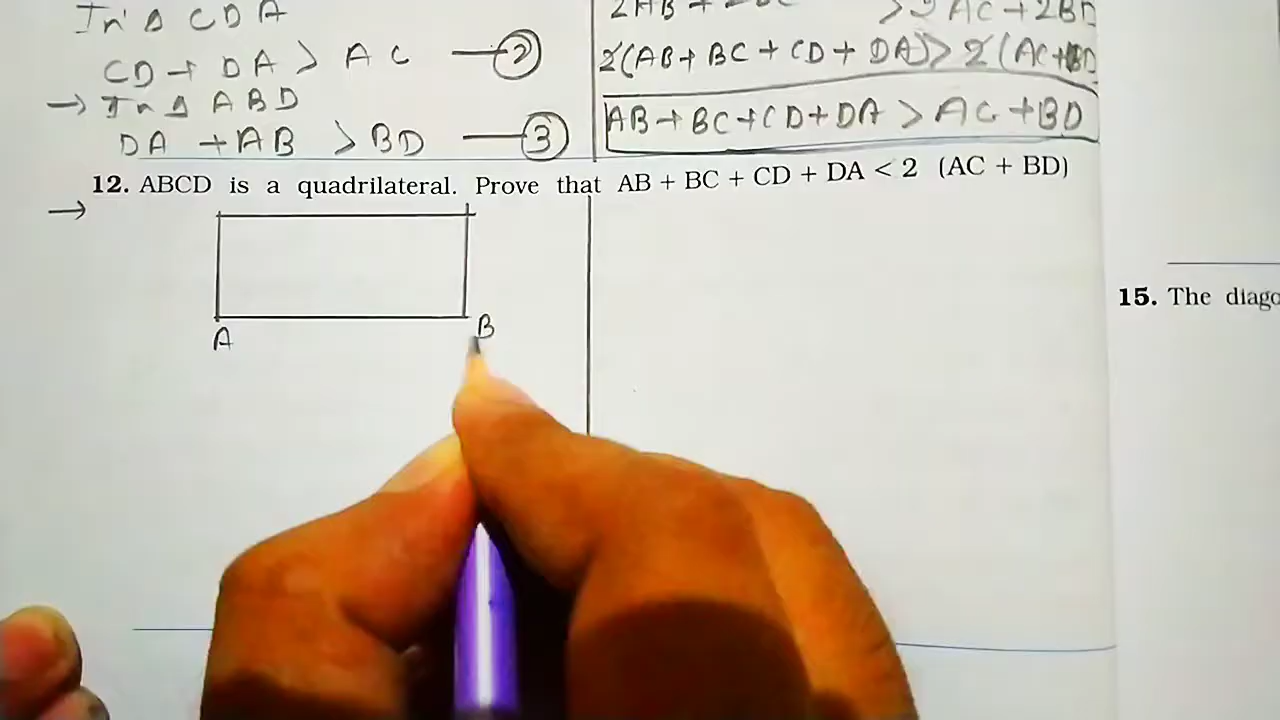 In Δ CDA
CD + DA > AC — ②
→ In Δ ABD
DA + AB > BD — ③
> 2AC + 2BD
2(AB + BC + CD + DA) > 2(AC + BD
AB + BC + CD + DA > AC + BD
12. ABCD is a quadrilateral. Prove that AB + BC + CD + DA < 2 (AC + BD)
→
A B
15. The diago